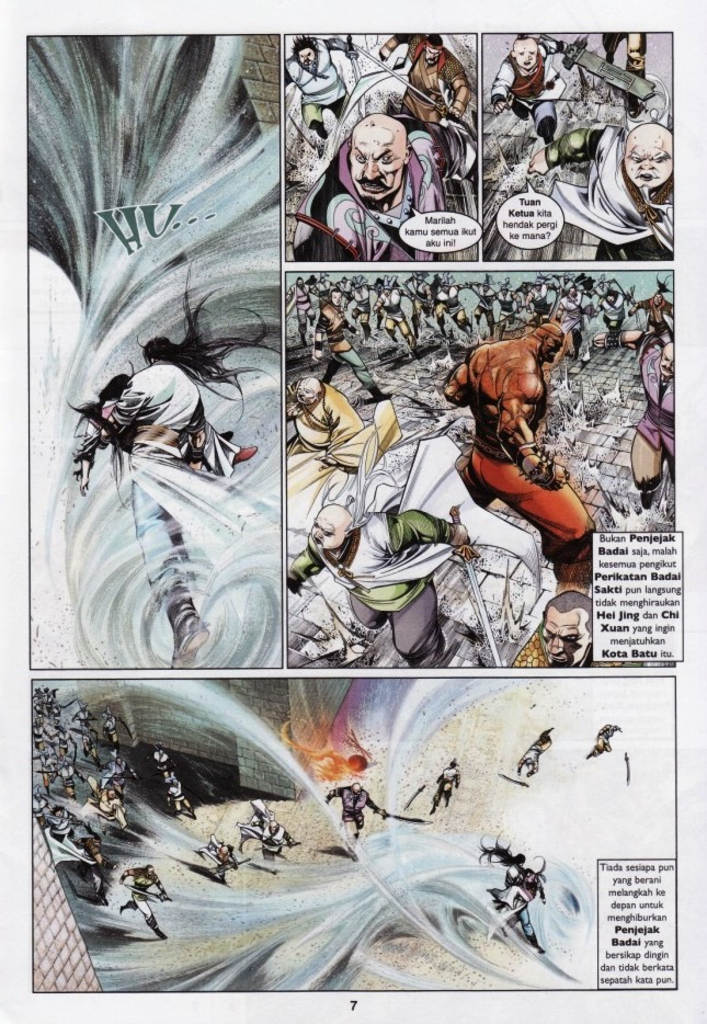 HU...
Marilah
kamu semua ikut
aku ini!
Tuan
Ketua kita
hendak pergi
ke mana?
Bukan Penjejak
Badai saja, malah
kesemua pengikut
Perikatan Badai
Sakti pun langsung
tidak menghiraukan
Hei Jing dan Chi
Xuan yang ingin
menjatuhkan
Kota Batu itu.
Tiada sesiapa pun
yang berani
melangkah ke
depan untuk
menghiburkan
Penjejak
Badai yang
bersikap dingin
dan tidak berkata
sepatah kata pun.
7